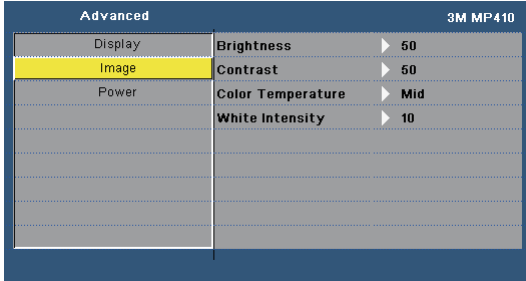 Advanced 3M MP410
Display Brightness 50
Image Contrast 50
Power Color Temperature Mid
White Intensity 10